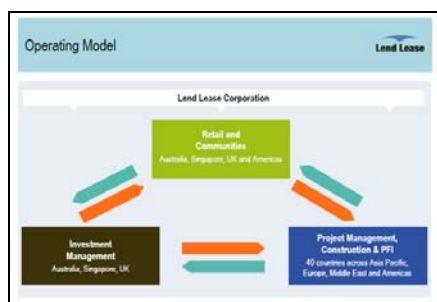 Operating Model
Lend Lease
Lend Lease Corporation
Retail and
Communities
Australia, Singapore, UK and Americas
Investment
Management
Australia, Singapore, UK
Project Management,
Construction & PFI
40 countries across Asia Pacific,
Europe, Middle East and Americas